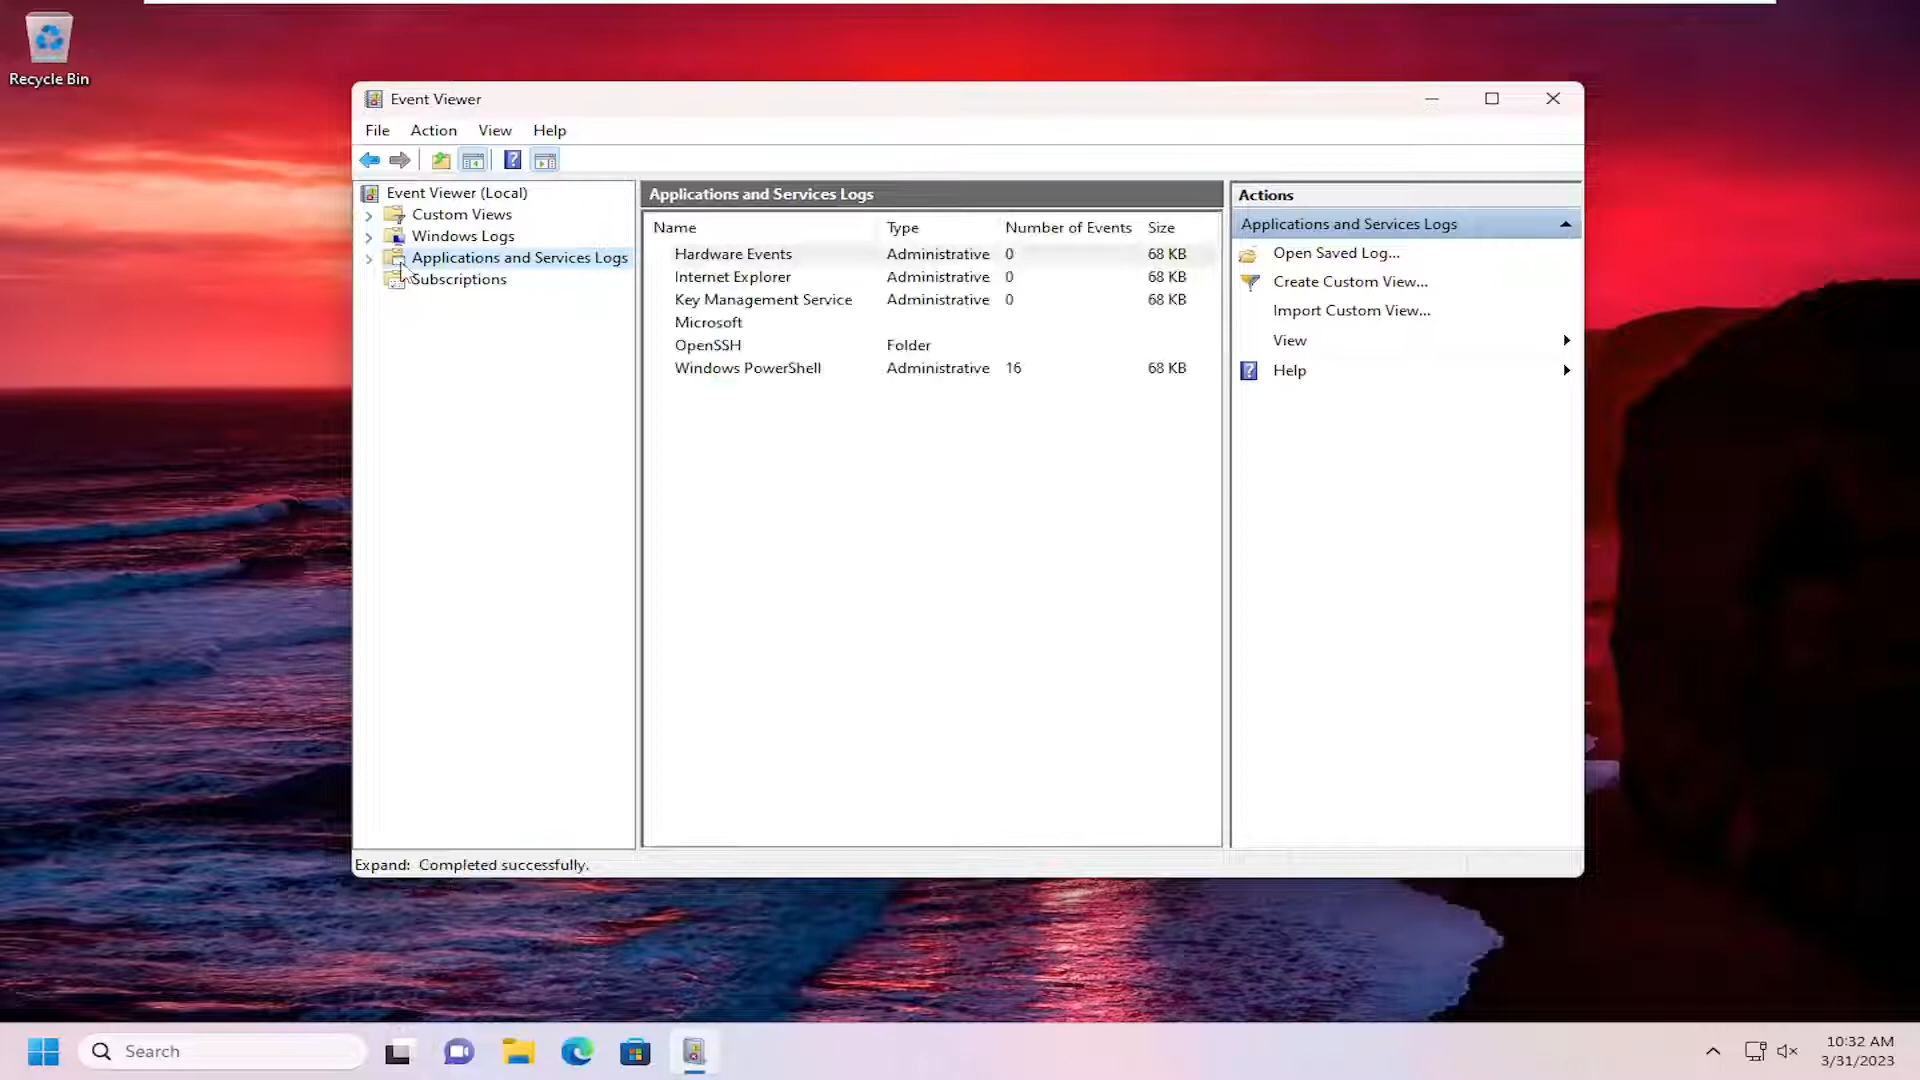 Recycle Bin
Event Viewer
File Action View Help
Event Viewer (Local)
Custom Views
Windows Logs
Applications and Services Logs
Subscriptions
Applications and Services Logs
Name Type Number of Events Size
Hardware Events Administrative 0 68 KB
Internet Explorer Administrative 0 68 KB
Key Management Service Administrative 0 68 KB
Microsoft
OpenSSH Folder
Windows PowerShell Administrative 16 68 KB
Actions
Applications and Services Logs
Open Saved Log...
Create Custom View...
Import Custom View...
View
Help
Expand: Completed successfully.
Search
10:32 AM
3/31/2023